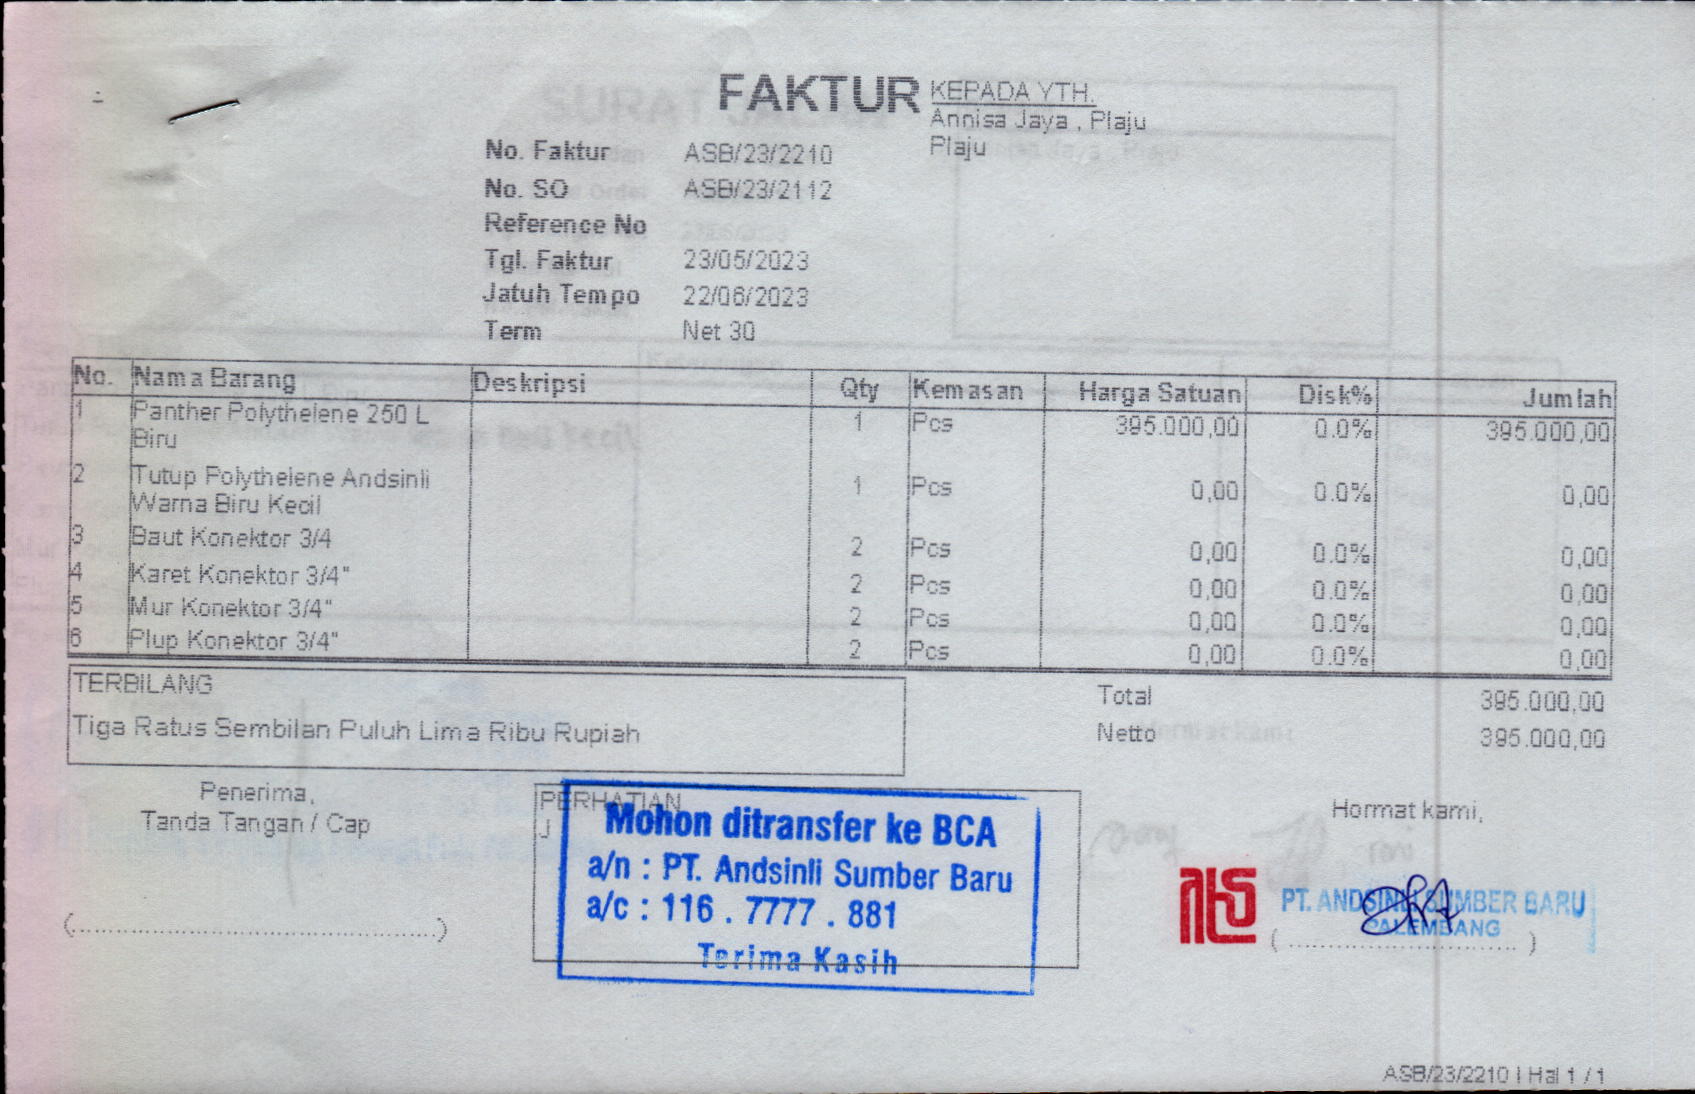 FAKTUR
KEPADA YTH.
Annisa Jaya , Plaju
Plaju
No. Faktur ASB/23/2210
No. SO ASB/23/2112
Reference No
Tgl. Faktur 23/05/2023
Jatuh Tempo 22/06/2023
Term Net 30
No. Nama Barang Deskripsi Qty Kemasan Harga Satuan Disk% Jumlah
1 Panther Polythelene 250 L 1 Pcs 395.000,00 0.0% 395.000,00
Biru
2 Tutup Polythelene Andsinli 1 Pcs 0,00 0.0% 0,00
Warna Biru Kecil
3 Baut Konektor 3/4 2 Pcs 0,00 0.0% 0,00
4 Karet Konektor 3/4" 2 Pcs 0,00 0.0% 0,00
5 Mur Konektor 3/4" 2 Pcs 0,00 0.0% 0,00
6 Plup Konektor 3/4" 2 Pcs 0,00 0.0% 0,00
TERBILANG
Tiga Ratus Sembilan Puluh Lima Ribu Rupiah
Total 395.000,00
Netto 395.000,00
Penerima,
Tanda Tangan / Cap
(......................................)
PERHATIAN
J
Mohon ditransfer ke BCA
a/n : PT. Andsinli Sumber Baru
a/c : 116 . 7777 . 881
Terima Kasih
Hormat kami,
PT. ANDSINLI SUMBER BARU
PALEMBANG
( ........................ )
ASB/23/2210 | Hal 1 / 1